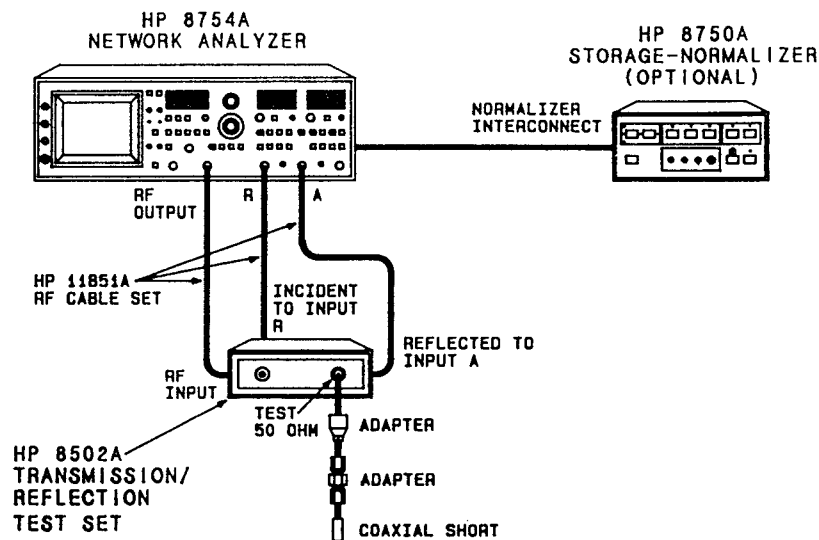 HP 8754A
NETWORK ANALYZER
HP 8750A
STORAGE-NORMALIZER
(OPTIONAL)
NORMALIZER
INTERCONNECT
RF
OUTPUT
R
A
HP 11851A
RF CABLE SET
INCIDENT
TO INPUT
R
REFLECTED TO
INPUT A
RF
INPUT
TEST
50 OHM
ADAPTER
HP 8502A
TRANSMISSION/
REFLECTION
TEST SET
ADAPTER
COAXIAL SHORT